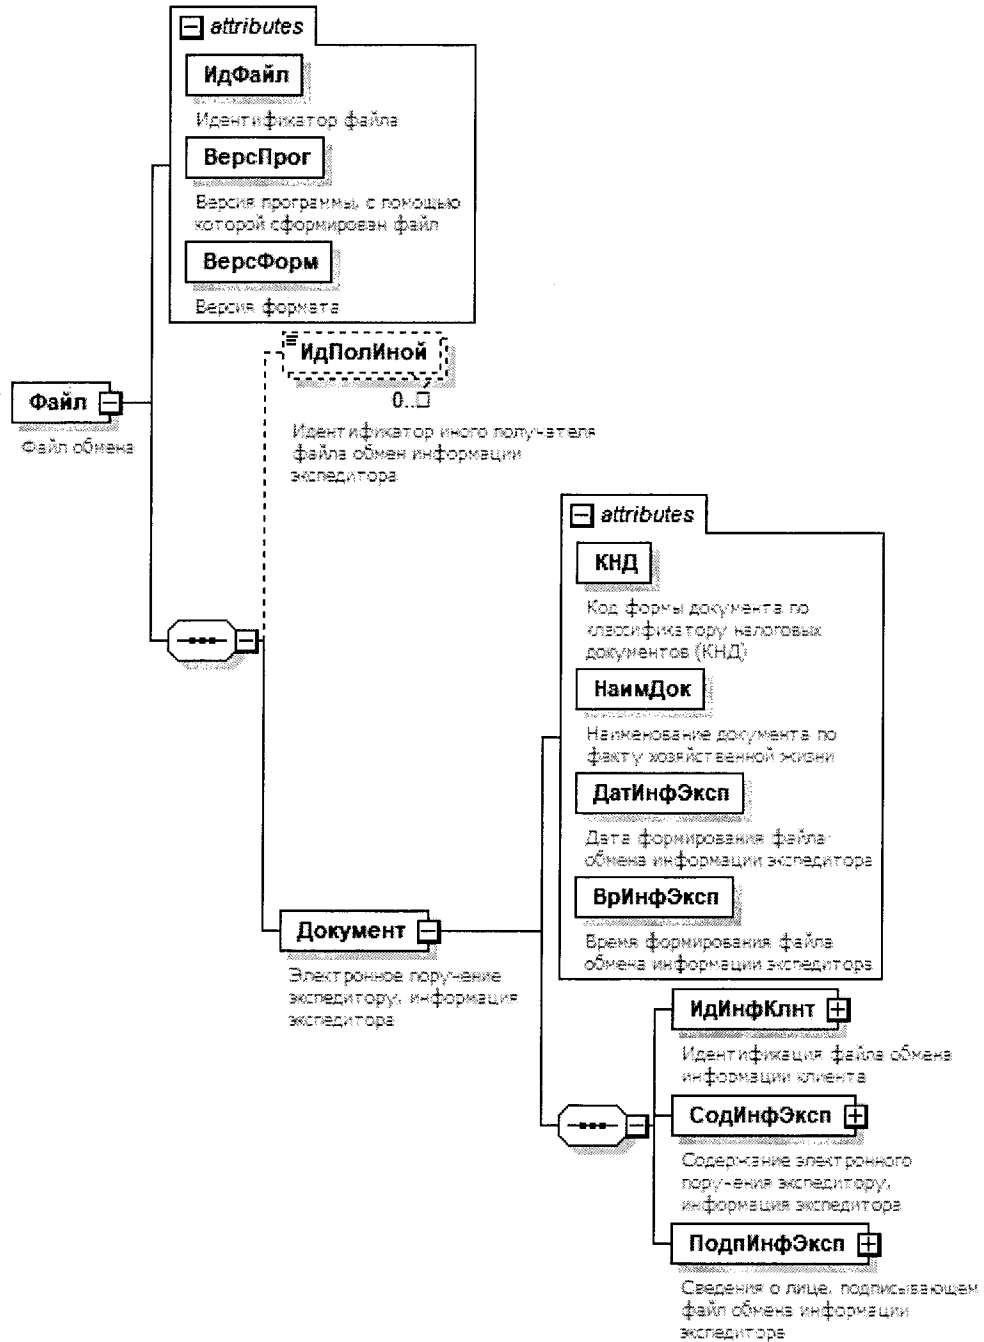 attributes
ИдФайл
Идентификатор файла
ВерсПрог
Версия программы, с помощью
которой сформирован файл
ВерсФорм
Версия формата
ИдПолИной
0..
Файл
Файл обмена
Идентификатор иного получателя
файла обмен информации
экспедитора
attributes
КНД
Код формы документа по
классификатору налоговых
документов (КНД)
НаимДок
Наименование документа по
факту хозяйственной жизни
ДатИнфЭксп
Дата формирования файла
обмена информации экспедитора
ВрИнфЭксп
Время формирования файла
обмена информации экспедитора
Документ
Электронное поручение
экспедитору, информация
экспедитора
ИдИнфКлнт
Идентификация файла обмена
информации клиента
СодИнфЭксп
Содержание электронного
поручения экспедитору,
информация экспедитора
ПодпИнфЭксп
Сведения о лице, подписывающем
файл обмена информации
экспедитора